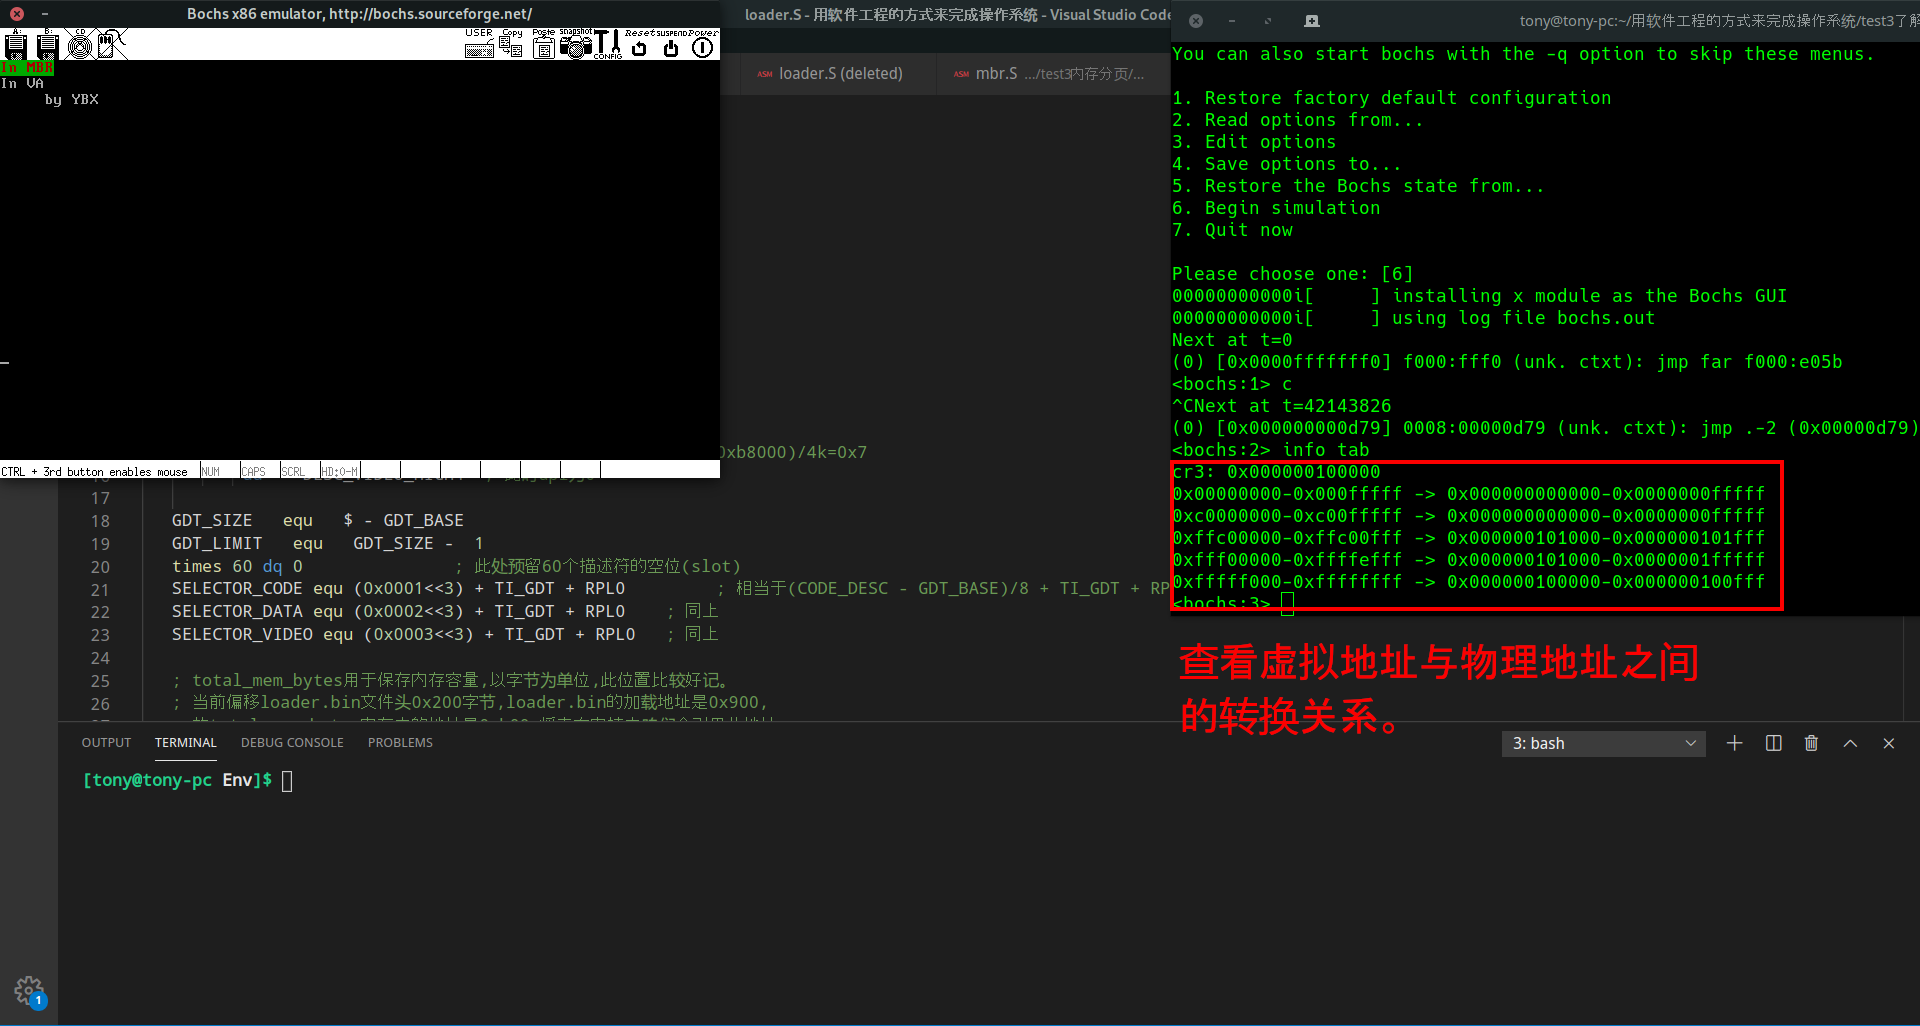 Bochs x86 emulator, http://bochs.sourceforge.net/
A: B: CD
USER Copy Paste snapshot CONFIG Reset SUSPEND Power
In MBR
In VA
by YBX
CTRL + 3rd button enables mouse NUM CAPS SCRL HD:0-M
loader.S - 用软件工程的方式来完成操作系统 - Visual Studio Code
ASM loader.S (deleted) ASM mbr.S .../test3内存分页/...
0xb8000)/4k=0x7
17
18 GDT_SIZE equ $ - GDT_BASE
19 GDT_LIMIT equ GDT_SIZE - 1
20 times 60 dq 0 ; 此处预留60个描述符的空位(slot)
21 SELECTOR_CODE equ (0x0001<<3) + TI_GDT + RPL0 ; 相当于(CODE_DESC - GDT_BASE)/8 + TI_GDT + RP
22 SELECTOR_DATA equ (0x0002<<3) + TI_GDT + RPL0 ; 同上
23 SELECTOR_VIDEO equ (0x0003<<3) + TI_GDT + RPL0 ; 同上
24
25 ; total_mem_bytes用于保存内存容量,以字节为单位,此位置比较好记。
26 ; 当前偏移loader.bin文件头0x200字节,loader.bin的加载地址是0x900,
OUTPUT TERMINAL DEBUG CONSOLE PROBLEMS
3: bash
[tony@tony-pc Env]$
1
tony@tony-pc:~/用软件工程的方式来完成操作系统/test3了解
You can also start bochs with the -q option to skip these menus.
1. Restore factory default configuration
2. Read options from...
3. Edit options
4. Save options to...
5. Restore the Bochs state from...
6. Begin simulation
7. Quit now
Please choose one: [6]
00000000000i[      ] installing x module as the Bochs GUI
00000000000i[      ] using log file bochs.out
Next at t=0
(0) [0x0000fffffff0] f000:fff0 (unk. ctxt): jmp far f000:e05b
<bochs:1> c
^CNext at t=42143826
(0) [0x000000000d79] 0008:00000d79 (unk. ctxt): jmp .-2 (0x00000d79)
<bochs:2> info tab
cr3: 0x000000100000
0x00000000-0x000fffff -> 0x000000000000-0x0000000fffff
0xc0000000-0xc00fffff -> 0x000000000000-0x0000000fffff
0xffc00000-0xffc00fff -> 0x000000101000-0x000000101fff
0xfff00000-0xffffefff -> 0x000000101000-0x0000001fffff
0xfffff000-0xffffffff -> 0x000000100000-0x000000100fff
<bochs:3>
查看虚拟地址与物理地址之间
的转换关系。